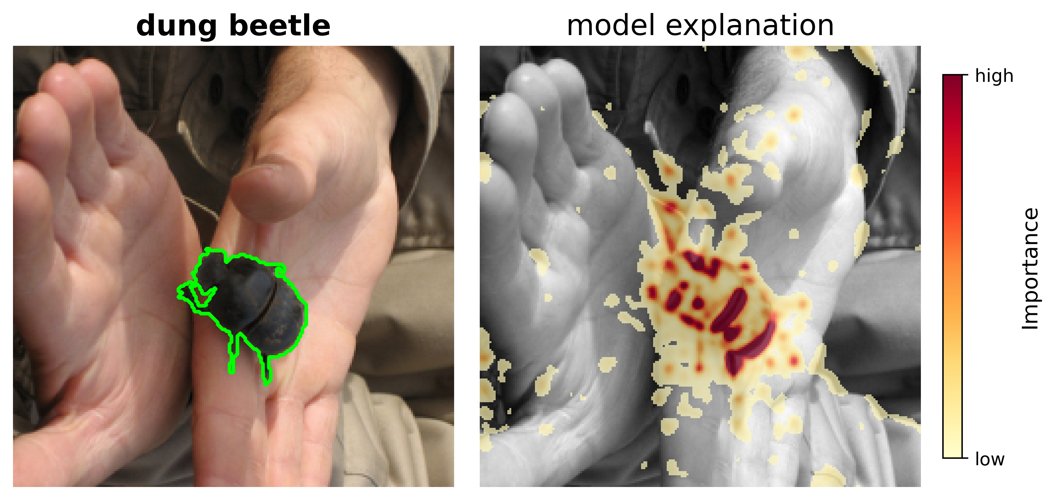 dung beetle
model explanation
high
Importance
low